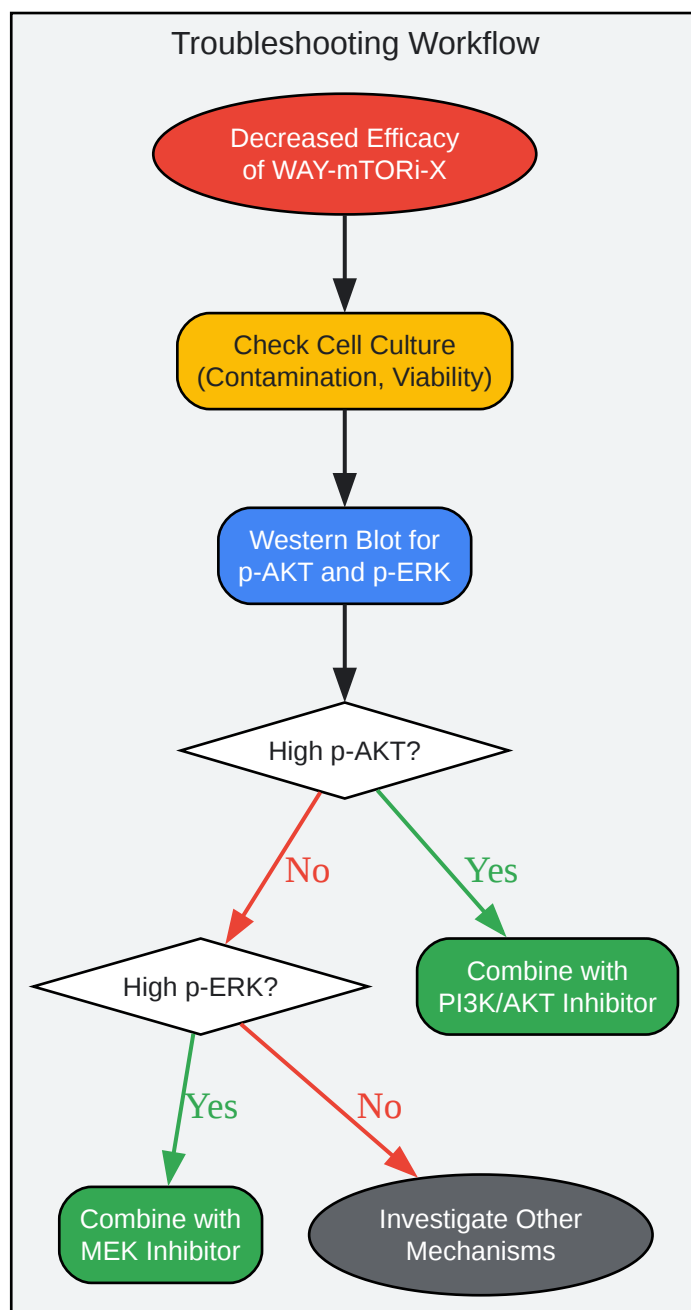 Troubleshooting Workflow
Decreased Efficacy
of WAY-mTORi-X
Check Cell Culture
(Contamination, Viability)
Western Blot for
p-AKT and p-ERK
High p-AKT?
No
Yes
High p-ERK?
Combine with
PI3K/AKT Inhibitor
Yes
No
Combine with
MEK Inhibitor
Investigate Other
Mechanisms